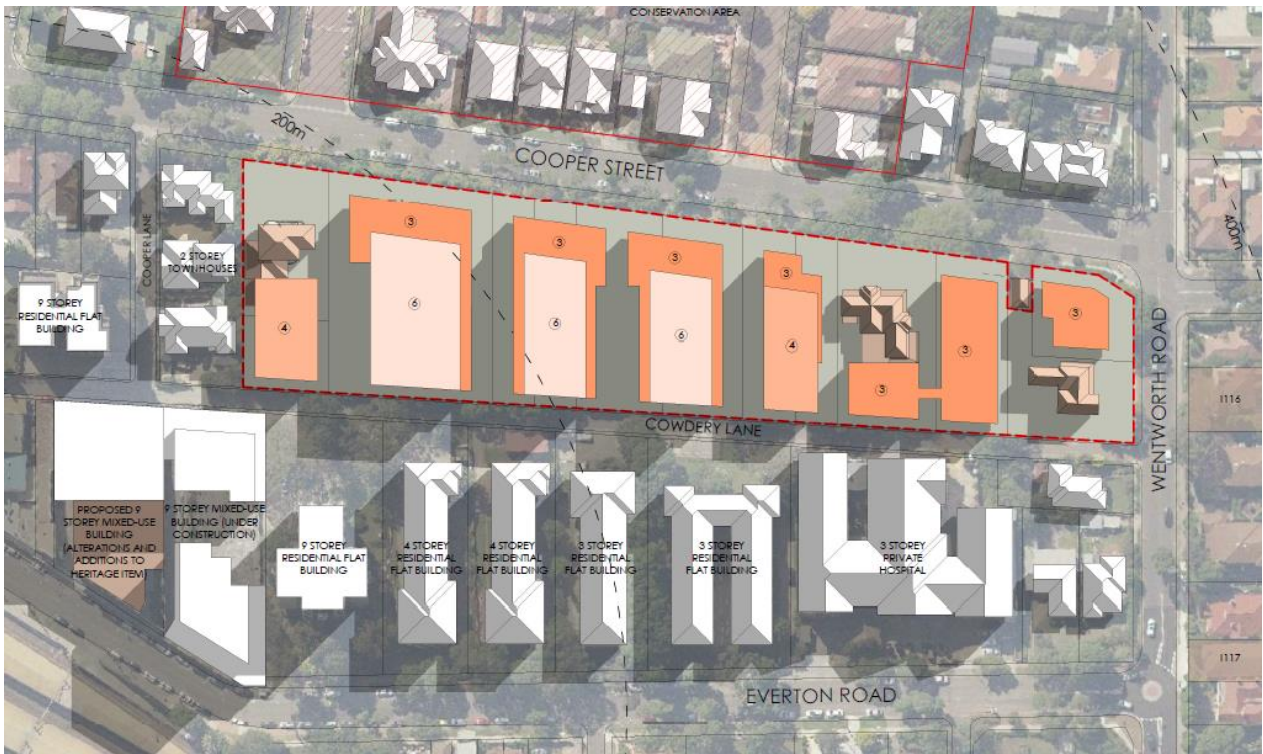 CONSERVATION AREA
200m
COOPER STREET
400m
COOPER LANE
2 STOREY
TOWNHOUSES
9 STOREY
RESIDENTIAL FLAT
BUILDING
3
3
3
3
6
6
6
4
4
3
3
3
COWDERY LANE
WENTWORTH ROAD
I116
PROPOSED 9
STOREY MIXED-USE
BUILDING
(ALTERATIONS AND
ADDITIONS TO
HERITAGE ITEM)
9 STOREY MIXED-USE
BUILDING (UNDER
CONSTRUCTION)
9 STOREY
RESIDENTIAL FLAT
BUILDING
4 STOREY
RESIDENTIAL
FLAT BUILDING
4 STOREY
RESIDENTIAL
FLAT BUILDING
3 STOREY
RESIDENTIAL
FLAT BUILDING
3 STOREY
RESIDENTIAL
FLAT BUILDING
3 STOREY
PRIVATE
HOSPITAL
I117
EVERTON ROAD